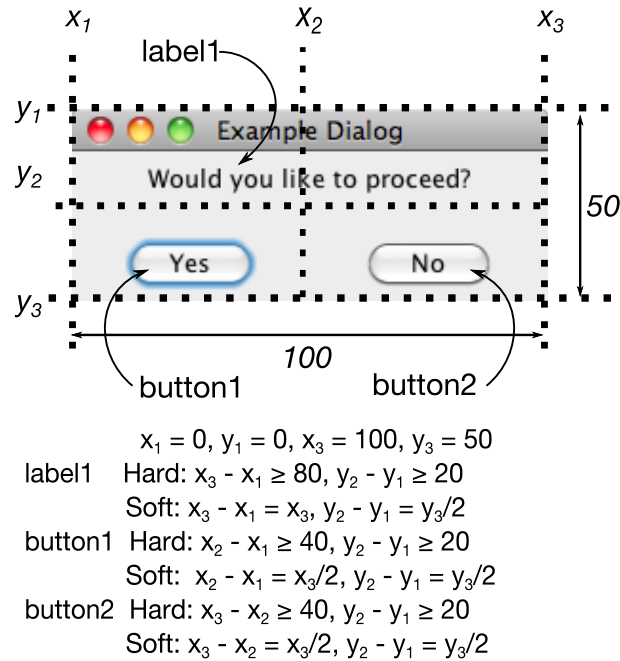 x₁ x₂ x₃
label1
y₁
Example Dialog
y₂
Would you like to proceed?
50
Yes No
y₃
100
button1 button2
x₁ = 0, y₁ = 0, x₃ = 100, y₃ = 50
label1 Hard: x₃ - x₁ ≥ 80, y₂ - y₁ ≥ 20
Soft: x₃ - x₁ = x₃, y₂ - y₁ = y₃/2
button1 Hard: x₂ - x₁ ≥ 40, y₂ - y₁ ≥ 20
Soft: x₂ - x₁ = x₃/2, y₂ - y₁ = y₃/2
button2 Hard: x₃ - x₂ ≥ 40, y₂ - y₁ ≥ 20
Soft: x₃ - x₂ = x₃/2, y₂ - y₁ = y₃/2